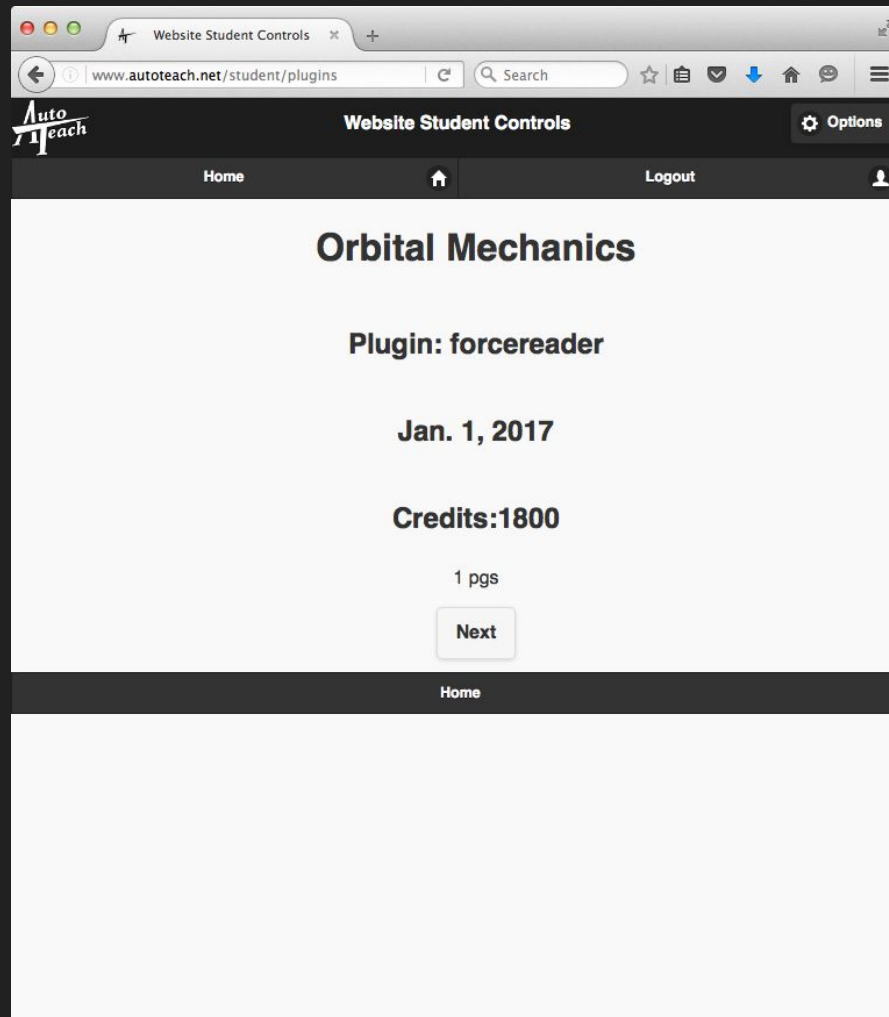 Website Student Controls
www.autoteach.net/student/plugins
Search
Auto
Teach
Website Student Controls
Options
Home
Logout
Orbital Mechanics
Plugin: forcereader
Jan. 1, 2017
Credits:1800
1 pgs
Next
Home